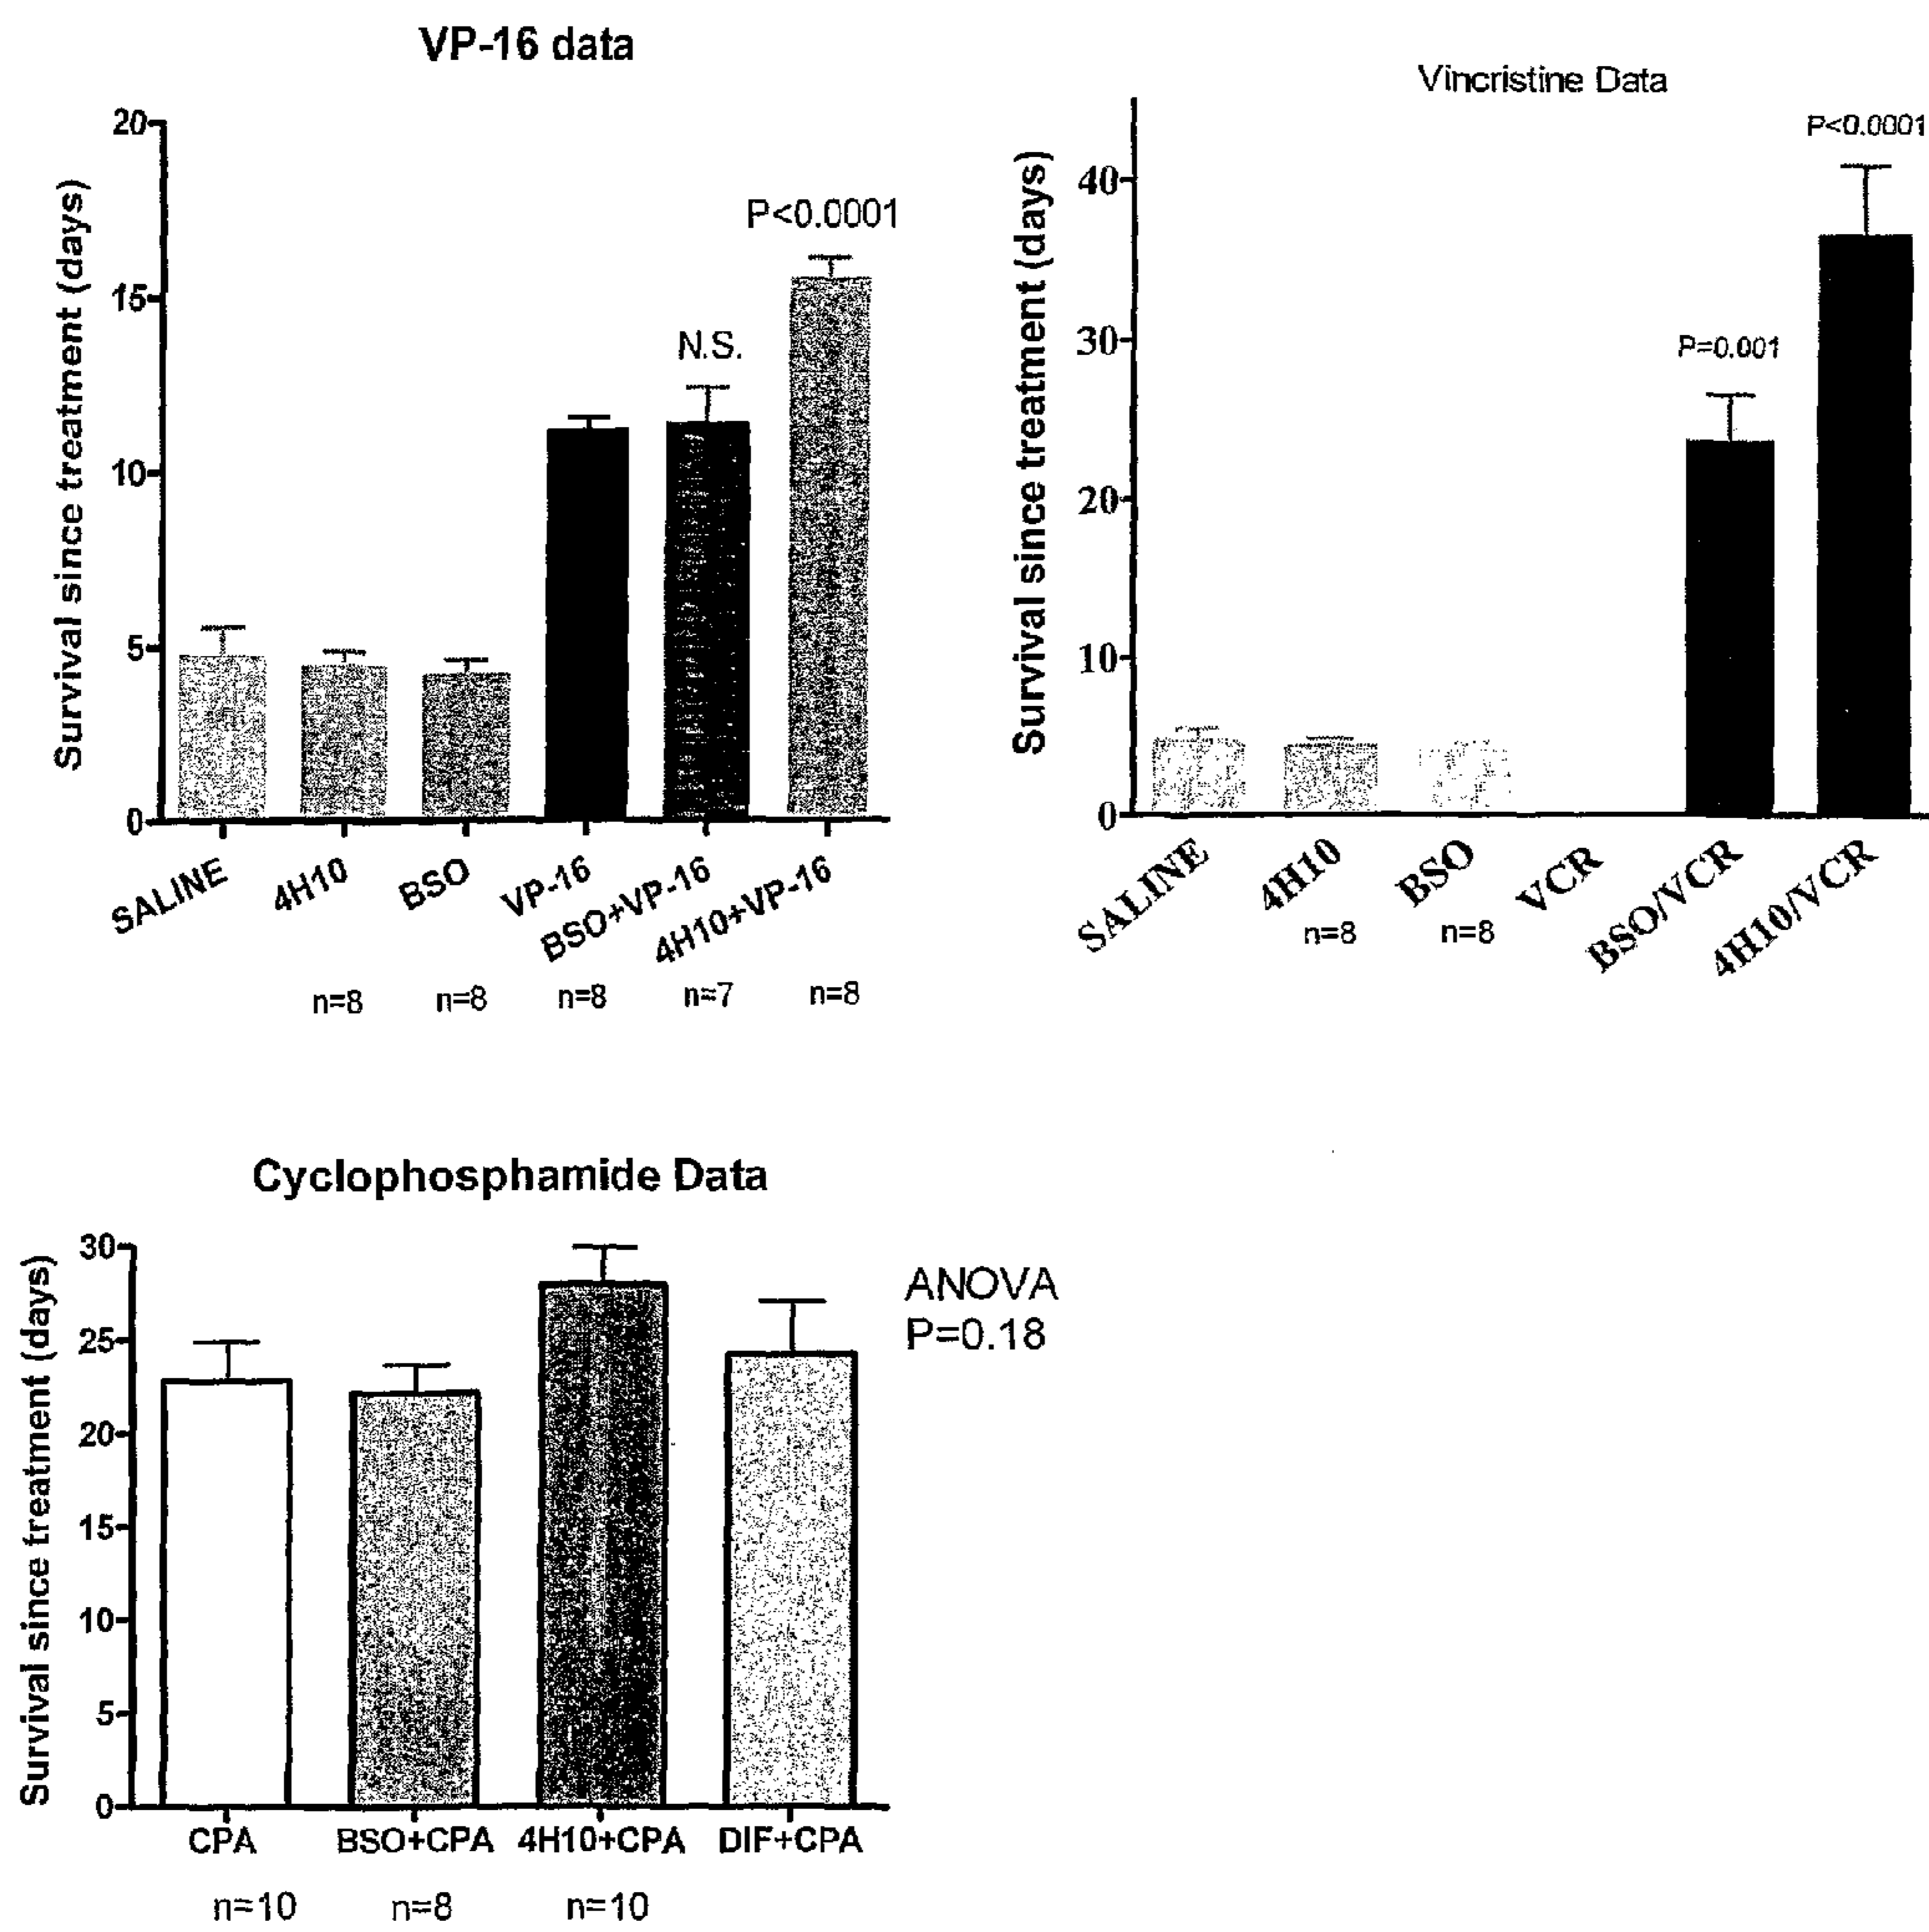 VP-16 data
Survival since treatment (days)
20
15
10
5
0
N.S.
P<0.0001
SALINE
4H10
BSO
VP-16
BSO+VP-16
4H10+VP-16
n=8
n=8
n=8
n=7
n=8
Vincristine Data
Survival since treatment (days)
40
30
20
10
0
P=0.001
P<0.0001
SALINE
4H10
BSO
VCR
BSO/VCR
4H10/VCR
n=8
n=8
Cyclophosphamide Data
Survival since treatment (days)
30
25
20
15
10
5
0
ANOVA
P=0.18
CPA
BSO+CPA
4H10+CPA
DIF+CPA
n=10
n=8
n=10